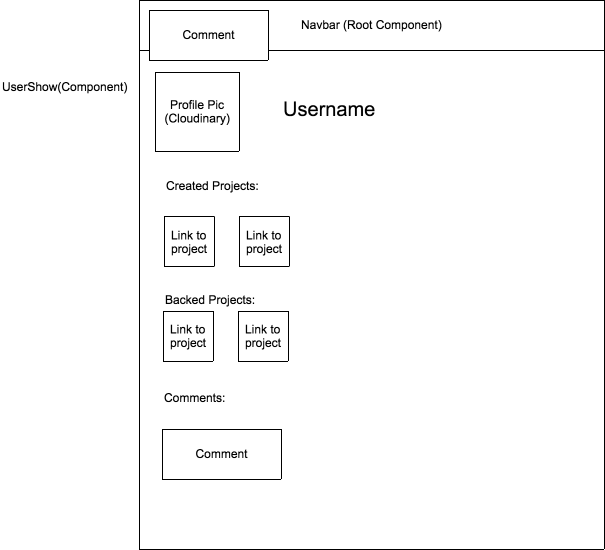 Comment
Navbar (Root Component)
UserShow(Component)
Profile Pic
(Cloudinary)
Username
Created Projects:
Link to
project
Link to
project
Backed Projects:
Link to
project
Link to
project
Comments:
Comment